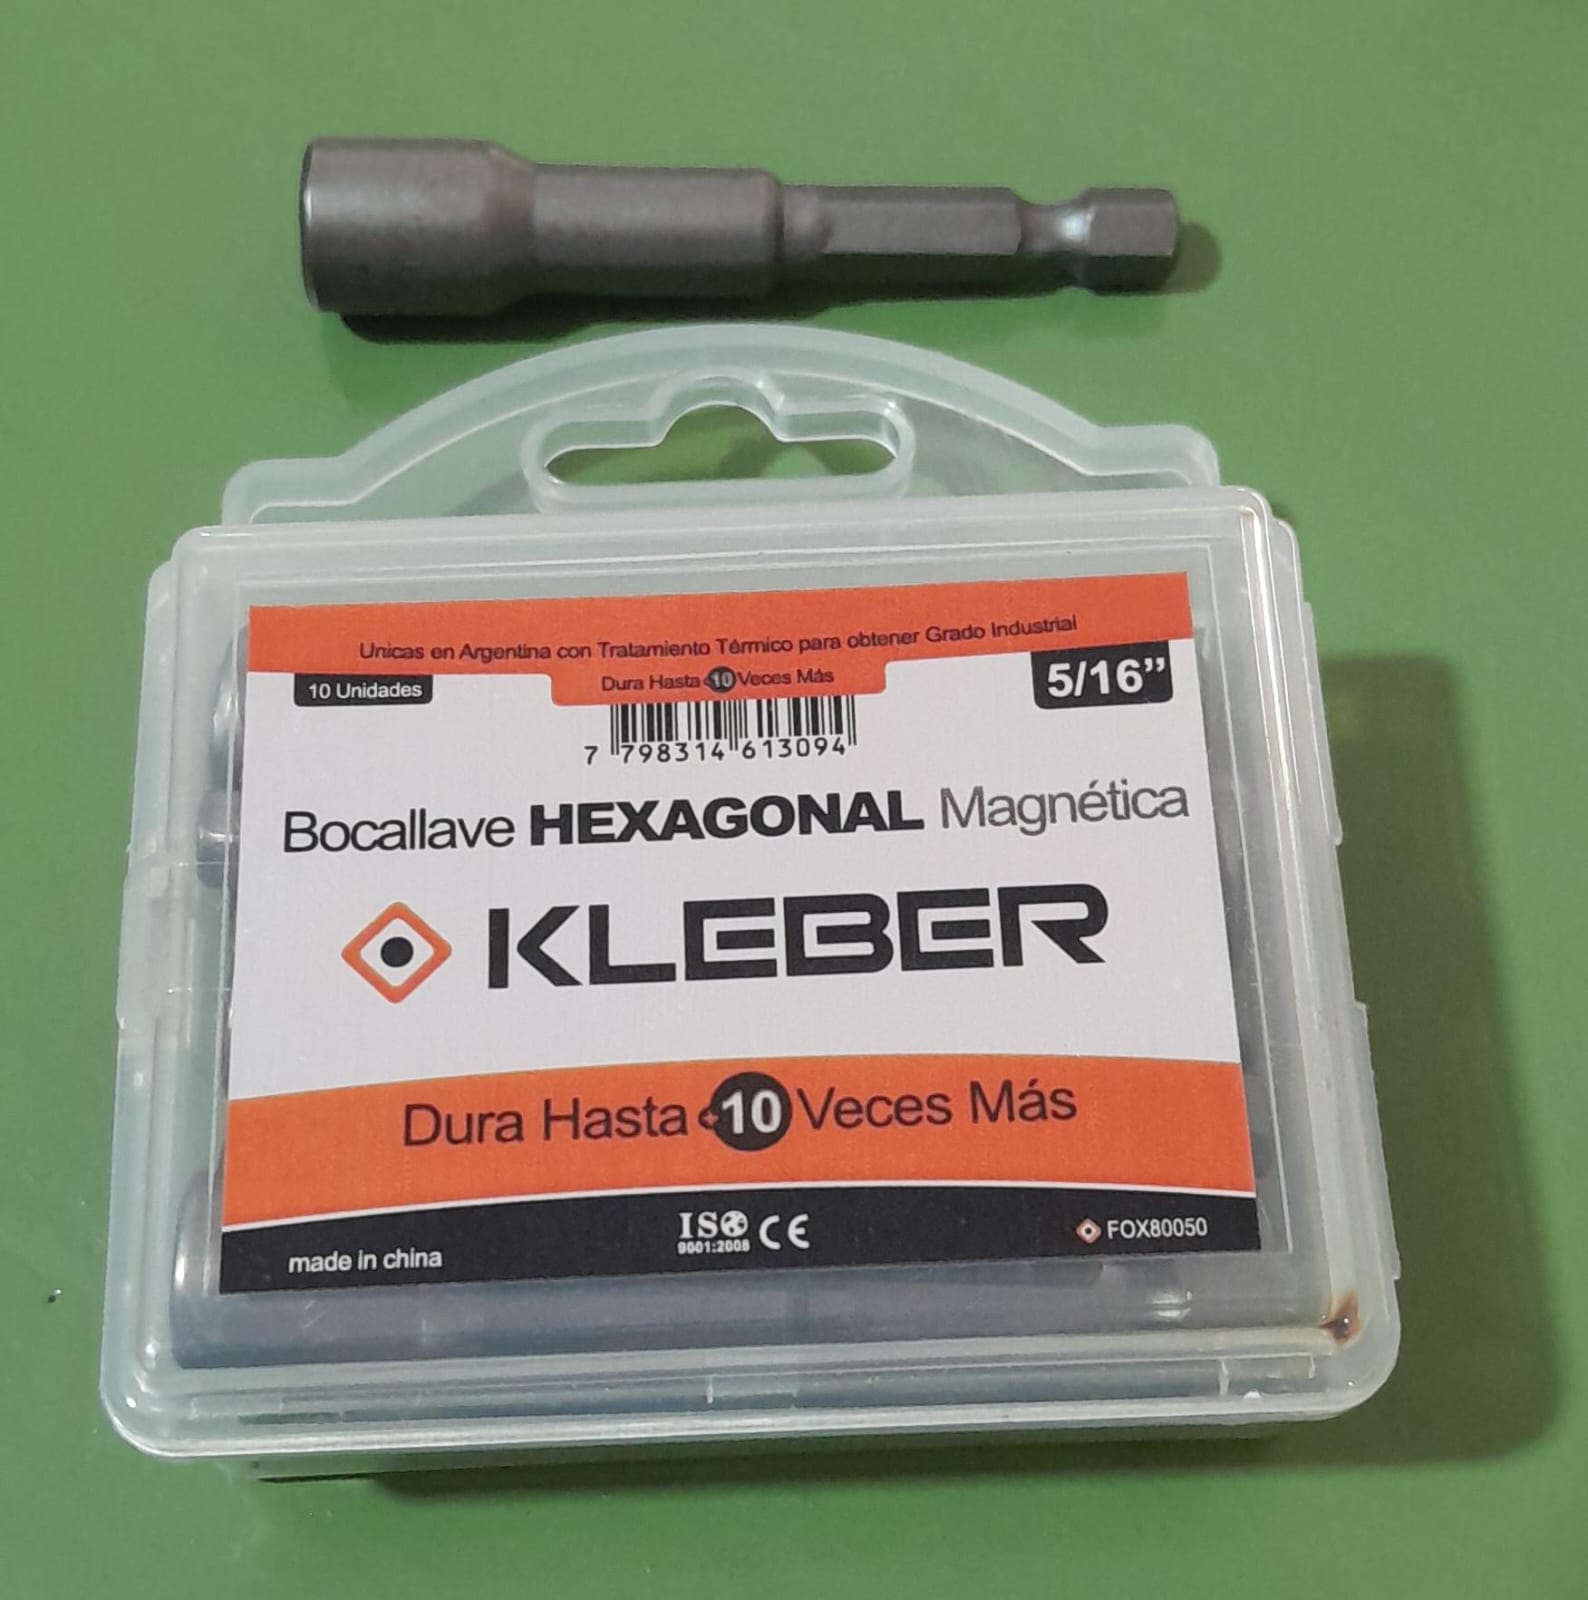 Unicas en Argentina con Tratamiento Térmico para obtener Grado Industrial
10 Unidades
Dura Hasta +10 Veces Más
5/16”
7 798314 613094
Bocallave HEXAGONAL Magnética
KLEBER
Dura Hasta +10 Veces Más
made in china
ISO
9001:2008
CE
FOX80050